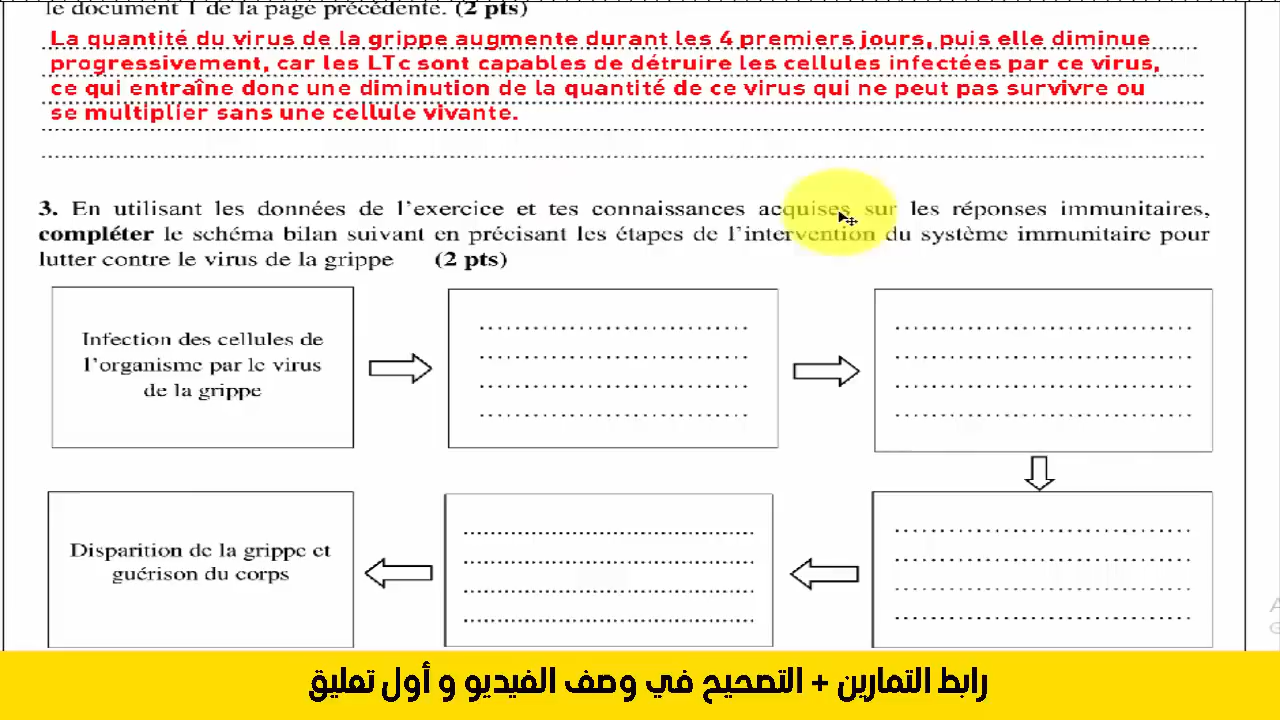 le document 1 de la page précédente. (2 pts)
La quantité du virus de la grippe augmente durant les 4 premiers jours, puis elle diminue
progressivement, car les LTc sont capables de détruire les cellules infectées par ce virus,
ce qui entraîne donc une diminution de la quantité de ce virus qui ne peut pas survivre ou
se multiplier sans une cellule vivante.
3. En utilisant les données de l'exercice et tes connaissances acquises sur les réponses immunitaires,
compléter le schéma bilan suivant en précisant les étapes de l'intervention du système immunitaire pour
lutter contre le virus de la grippe (2 pts)
Infection des cellules de
l'organisme par le virus
de la grippe
Disparition de la grippe et
guérison du corps
رابط التمارين + التصحيح في وصف الفيديو و أول تعليق